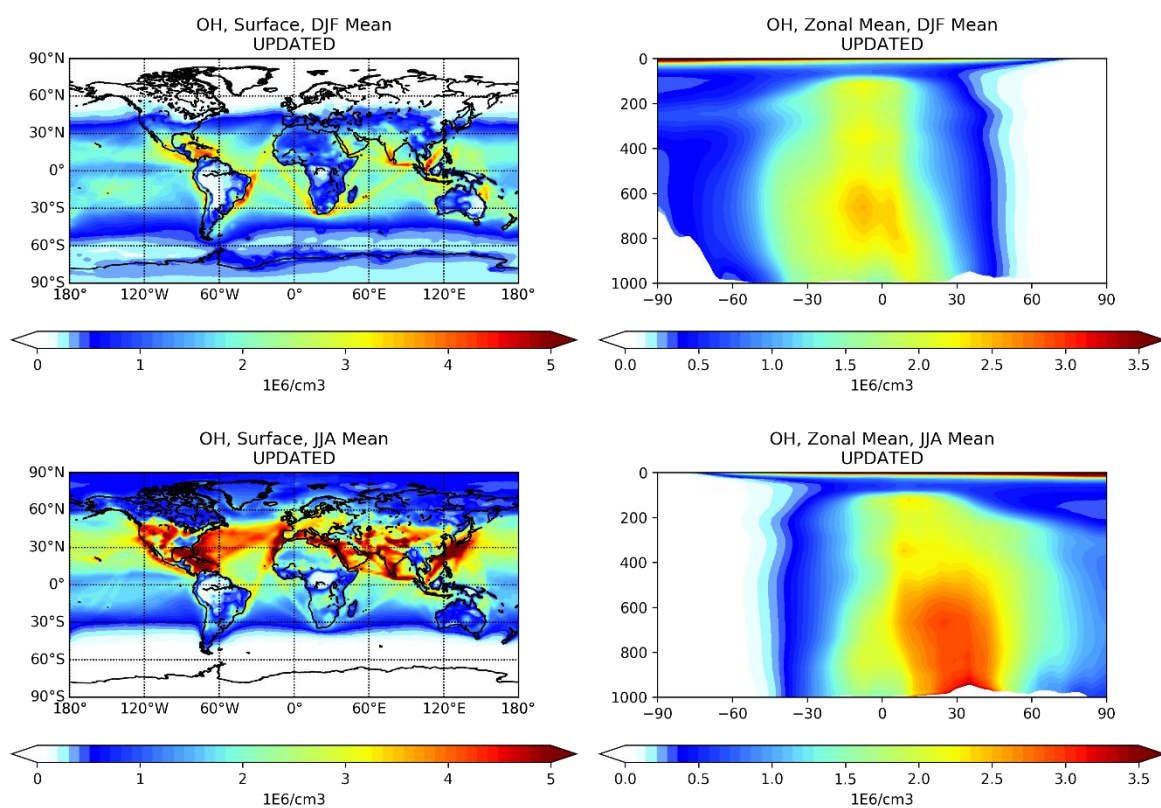 OH, Surface, DJF Mean
UPDATED
90°N
60°N
30°N
0°
30°S
60°S
90°S
180° 120°W 60°W 0° 60°E 120°E 180°
0 1 2 3 4 5
1E6/cm3
OH, Zonal Mean, DJF Mean
UPDATED
0
200
400
600
800
1000
−90 −60 −30 0 30 60 90
0.0 0.5 1.0 1.5 2.0 2.5 3.0 3.5
1E6/cm3
OH, Surface, JJA Mean
UPDATED
90°N
60°N
30°N
0°
30°S
60°S
90°S
180° 120°W 60°W 0° 60°E 120°E 180°
0 1 2 3 4 5
1E6/cm3
OH, Zonal Mean, JJA Mean
UPDATED
0
200
400
600
800
1000
−90 −60 −30 0 30 60 90
0.0 0.5 1.0 1.5 2.0 2.5 3.0 3.5
1E6/cm3